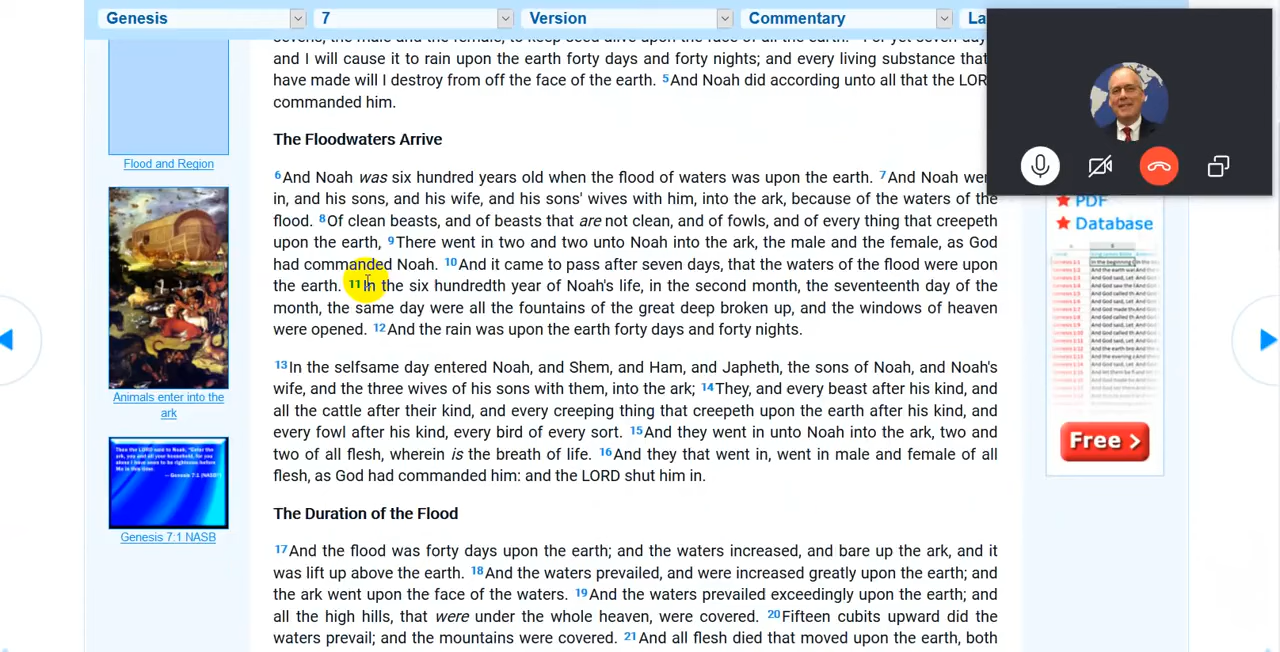 Genesis 7 Version Commentary La
sevens, the male and the female, to keep seed alive upon the face of all the earth. For yet seven day
and I will cause it to rain upon the earth forty days and forty nights; and every living substance that
have made will I destroy from off the face of the earth. 5And Noah did according unto all that the LOR
commanded him.
The Floodwaters Arrive
6And Noah was six hundred years old when the flood of waters was upon the earth. 7And Noah wen
in, and his sons, and his wife, and his sons' wives with him, into the ark, because of the waters of the
flood. 8Of clean beasts, and of beasts that are not clean, and of fowls, and of every thing that creepeth
upon the earth, 9There went in two and two unto Noah into the ark, the male and the female, as God
had commanded Noah. 10And it came to pass after seven days, that the waters of the flood were upon
the earth. 11In the six hundredth year of Noah's life, in the second month, the seventeenth day of the
month, the same day were all the fountains of the great deep broken up, and the windows of heaven
were opened. 12And the rain was upon the earth forty days and forty nights.
13In the selfsame day entered Noah, and Shem, and Ham, and Japheth, the sons of Noah, and Noah's
wife, and the three wives of his sons with them, into the ark; 14They, and every beast after his kind, and
all the cattle after their kind, and every creeping thing that creepeth upon the earth after his kind, and
every fowl after his kind, every bird of every sort. 15And they went in unto Noah into the ark, two and
two of all flesh, wherein is the breath of life. 16And they that went in, went in male and female of all
flesh, as God had commanded him: and the LORD shut him in.
The Duration of the Flood
17And the flood was forty days upon the earth; and the waters increased, and bare up the ark, and it
was lift up above the earth. 18And the waters prevailed, and were increased greatly upon the earth; and
the ark went upon the face of the waters. 19And the waters prevailed exceedingly upon the earth; and
all the high hills, that were under the whole heaven, were covered. 20Fifteen cubits upward did the
waters prevail; and the mountains were covered. 21And all flesh died that moved upon the earth, both
Flood and Region
Animals enter into the
ark
Genesis 7:1 NASB
PDF
Database
Free >